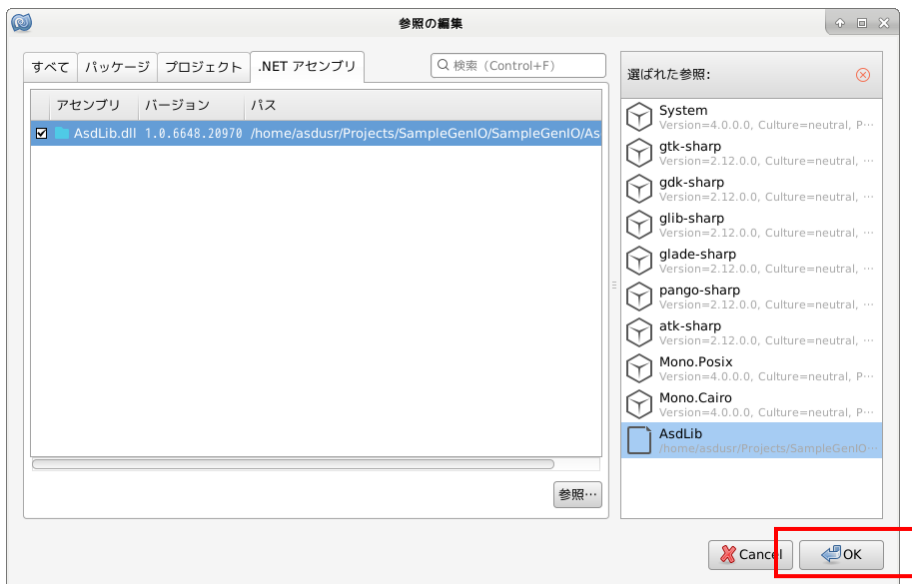 参照の編集
すべて パッケージ プロジェクト .NET アセンブリ 検索 (Control+F)
選ばれた参照:
アセンブリ バージョン パス
AsdLib.dll 1.0.6648.20970 /home/asdusr/Projects/SampleGenIO/SampleGenIO/As
System
Version=4.0.0.0, Culture=neutral, P…
gtk-sharp
Version=2.12.0.0, Culture=neutral, …
gdk-sharp
Version=2.12.0.0, Culture=neutral, …
glib-sharp
Version=2.12.0.0, Culture=neutral, …
glade-sharp
Version=2.12.0.0, Culture=neutral, …
pango-sharp
Version=2.12.0.0, Culture=neutral, …
atk-sharp
Version=2.12.0.0, Culture=neutral, …
Mono.Posix
Version=4.0.0.0, Culture=neutral, P…
Mono.Cairo
Version=4.0.0.0, Culture=neutral, P…
AsdLib
/home/asdusr/Projects/SampleGenIO…
参照…
Cancel OK